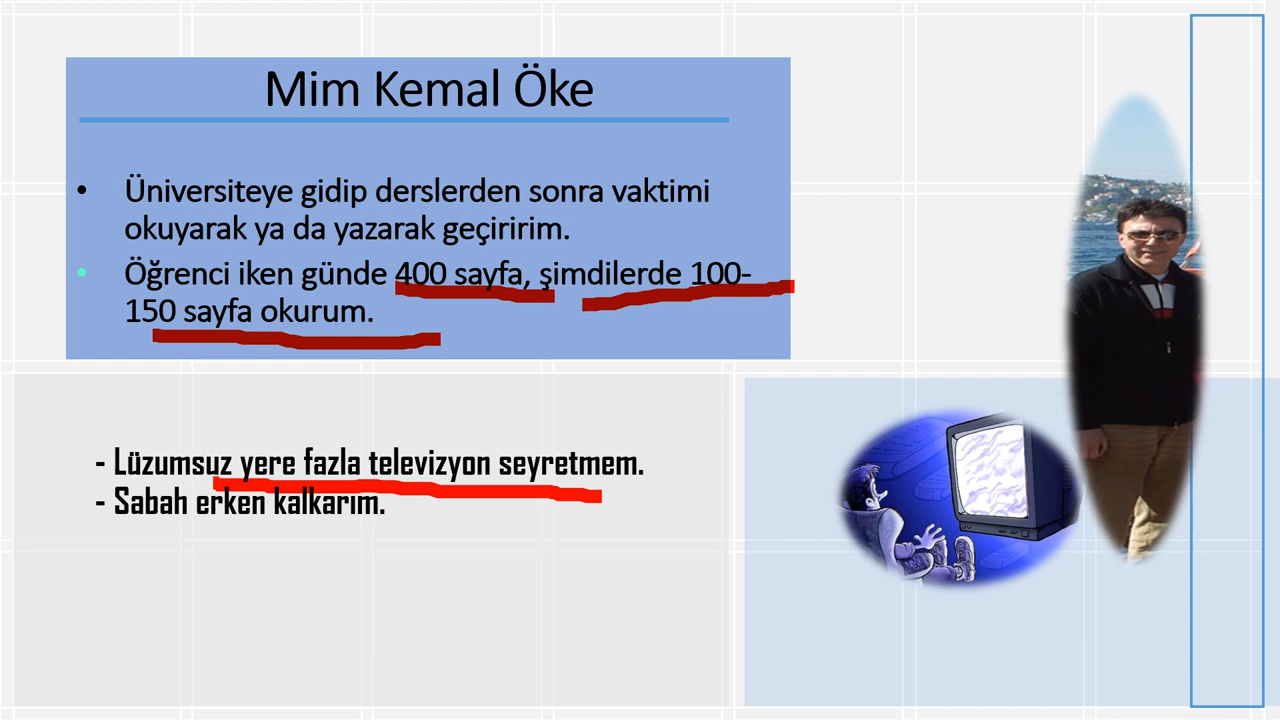 Mim Kemal Öke
• Üniversiteye gidip derslerden sonra vaktimi
okuyarak ya da yazarak geçiririm.
• Öğrenci iken günde 400 sayfa, şimdilerde 100-
150 sayfa okurum.
- Lüzumsuz yere fazla televizyon seyretmem.
- Sabah erken kalkarım.